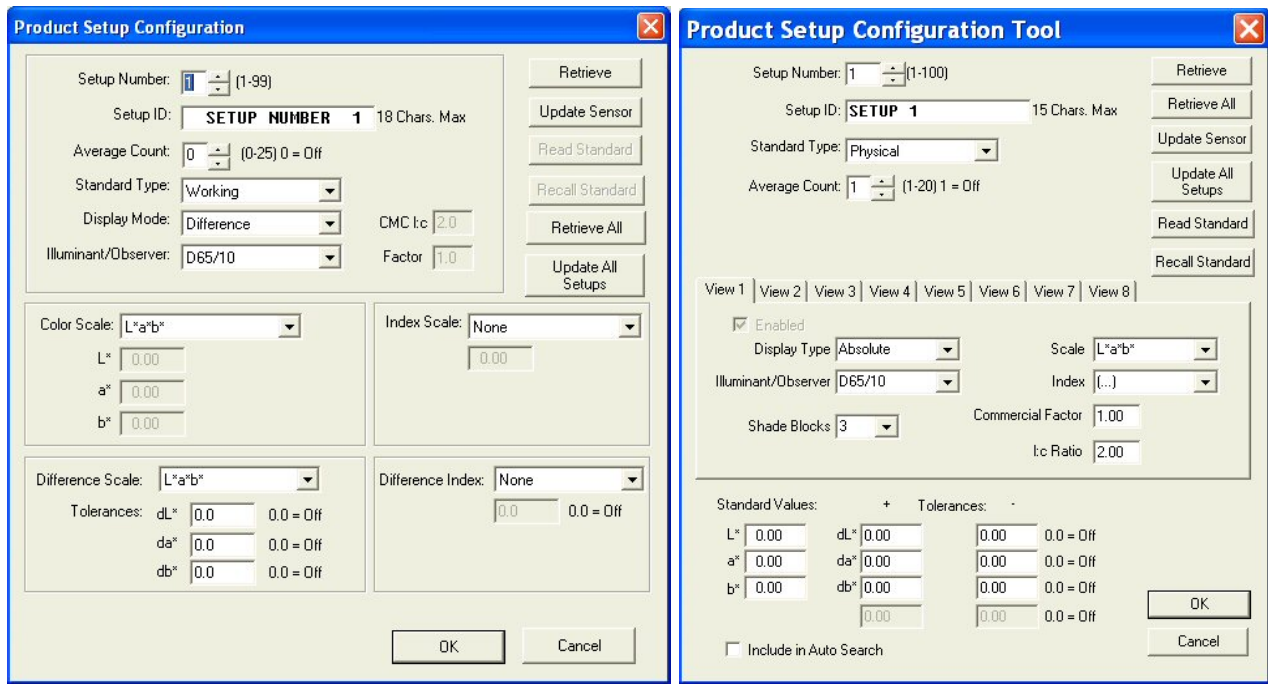 Product Setup Configuration
Setup Number: 1 (1-99)
Retrieve
Setup ID: SETUP NUMBER 1 18 Chars. Max
Update Sensor
Average Count: 0 (0-25) 0 = Off
Read Standard
Standard Type: Working
Recall Standard
Display Mode: Difference CMC l:c 2.0
Retrieve All
Illuminant/Observer: D65/10 Factor 1.0
Update All
Setups
Color Scale: L*a*b*
L* 0.00
a* 0.00
b* 0.00
Index Scale: None
0.00
Difference Scale: L*a*b*
Tolerances: dL* 0.0 0.0 = Off
da* 0.0 0.0 = Off
db* 0.0 0.0 = Off
Difference Index: None
0.0 0.0 = Off
OK Cancel
Product Setup Configuration Tool
Setup Number: 1 (1-100)
Retrieve
Setup ID: SETUP 1 15 Chars. Max
Retrieve All
Standard Type: Physical
Update Sensor
Average Count: 1 (1-20) 1 = Off
Update All
Setups
Read Standard
Recall Standard
View 1 View 2 View 3 View 4 View 5 View 6 View 7 View 8
Enabled
Display Type Absolute Scale L*a*b*
Illuminant/Observer D65/10 Index (...)
Shade Blocks 3 Commercial Factor 1.00
l:c Ratio 2.00
Standard Values: + Tolerances: -
L* 0.00 dL* 0.00 0.00 0.0 = Off
a* 0.00 da* 0.00 0.00 0.0 = Off
b* 0.00 db* 0.00 0.00 0.0 = Off
0.00 0.00 0.0 = Off
OK
Include in Auto Search
Cancel